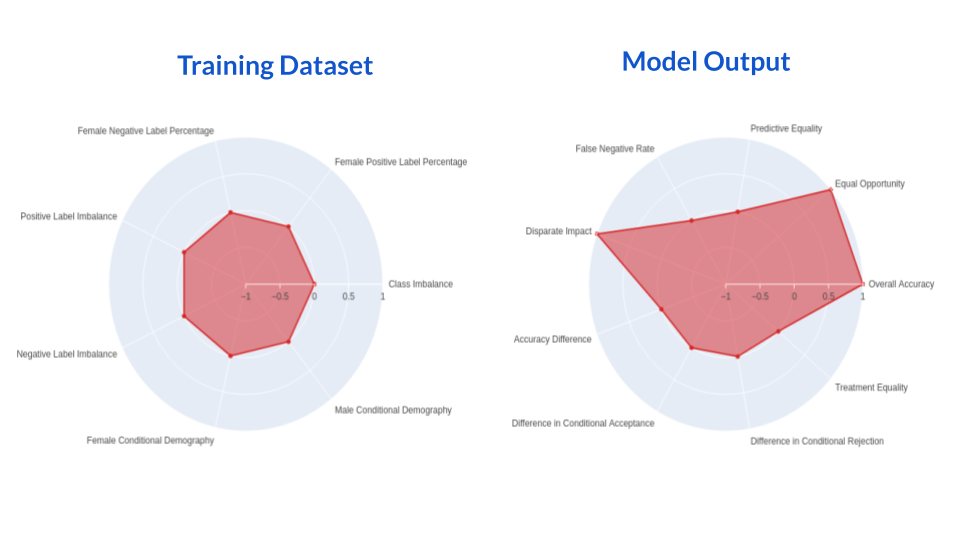 Training Dataset
Female Negative Label Percentage
Female Positive Label Percentage
Positive Label Imbalance
Class Imbalance
−1 −0.5 0 0.5 1
Negative Label Imbalance
Male Conditional Demography
Female Conditional Demography
Model Output
Predictive Equality
False Negative Rate
Equal Opportunity
Disparate Impact
Overall Accuracy
−1 −0.5 0 0.5 1
Accuracy Difference
Treatment Equality
Difference in Conditional Acceptance
Difference in Conditional Rejection